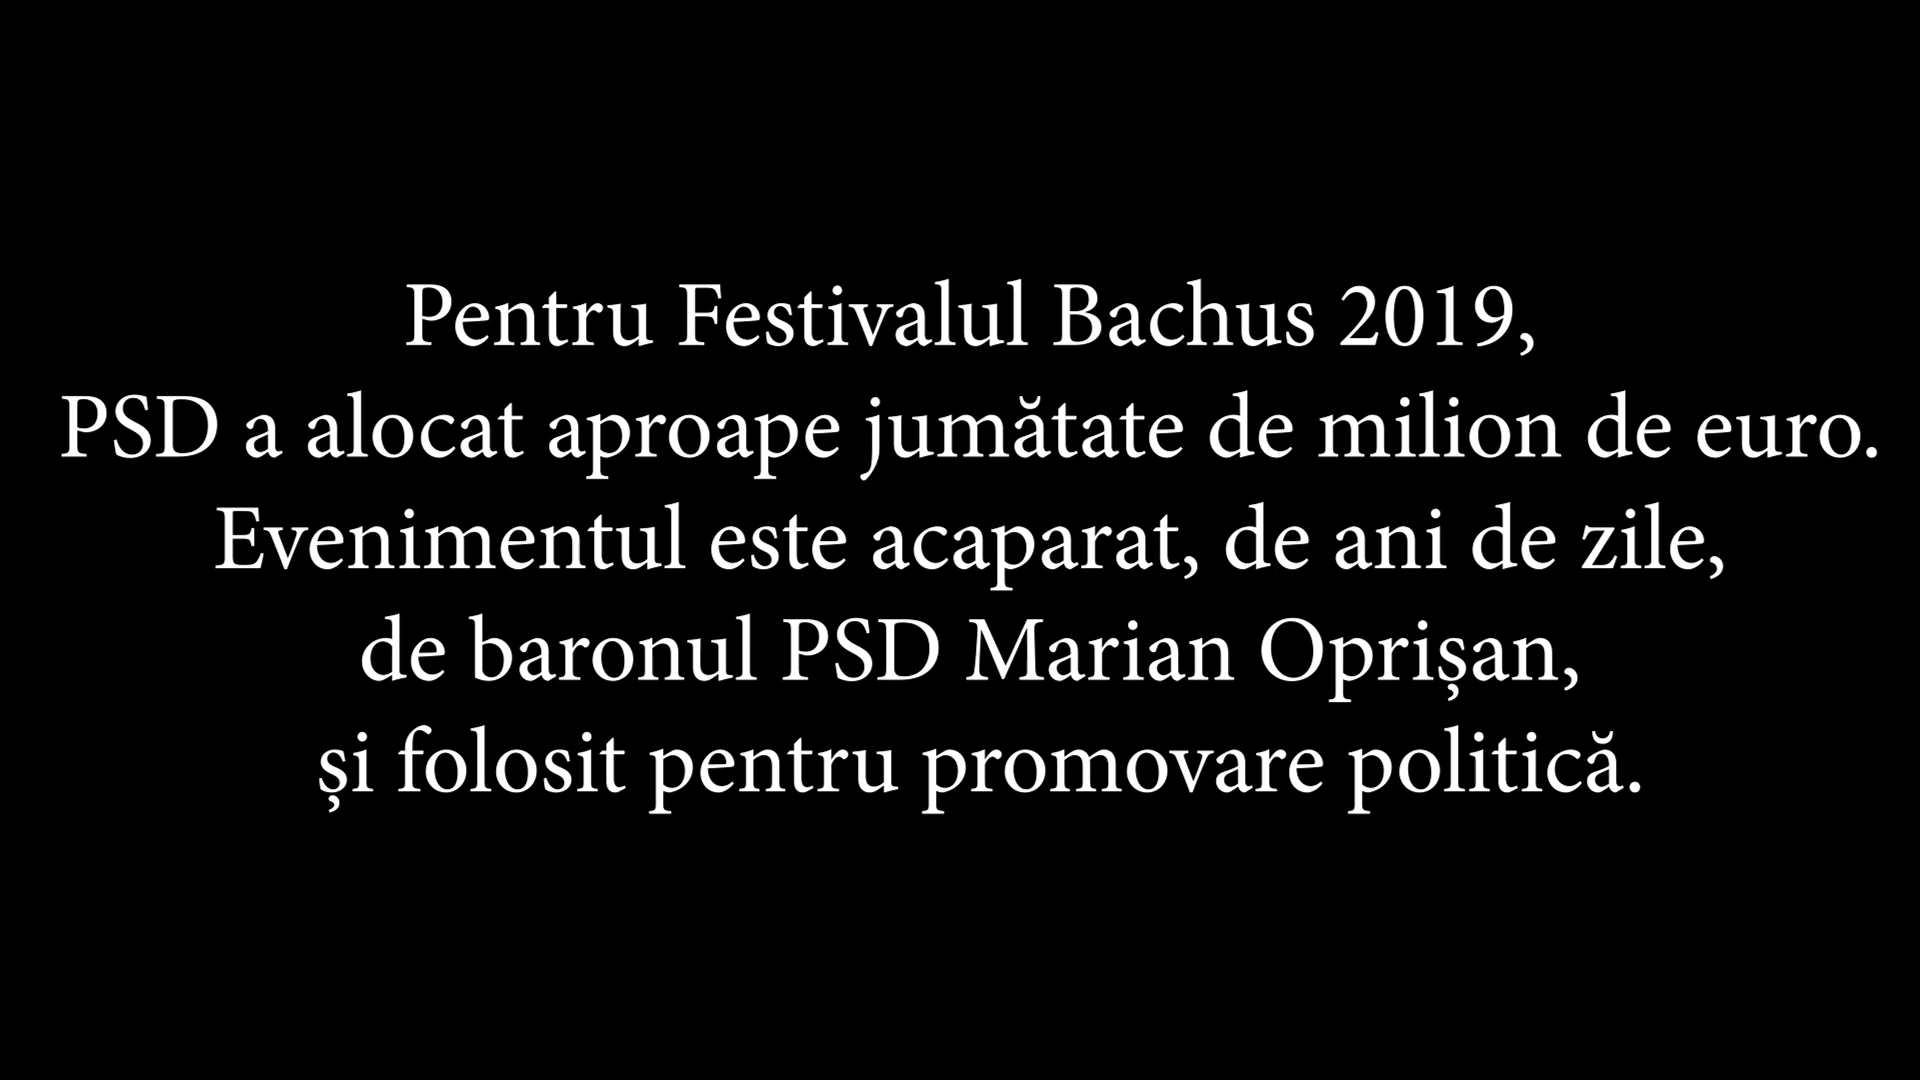 Pentru Festivalul Bachus 2019,
PSD a alocat aproape jumătate de milion de euro.
Evenimentul este acaparat, de ani de zile,
de baronul PSD Marian Oprișan,
și folosit pentru promovare politică.